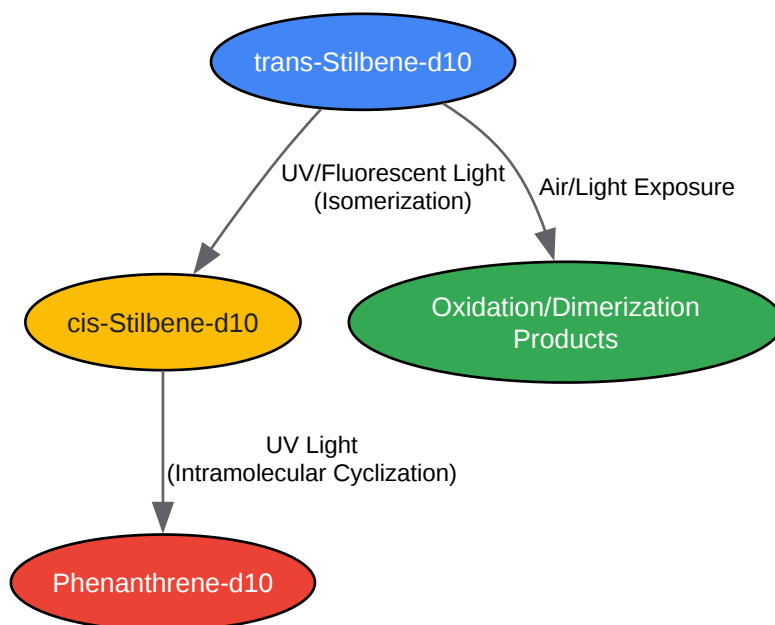 trans-Stilbene-d10
UV/Fluorescent Light
(Isomerization)
Air/Light Exposure
cis-Stilbene-d10
Oxidation/Dimerization
Products
UV Light
(Intramolecular Cyclization)
Phenanthrene-d10